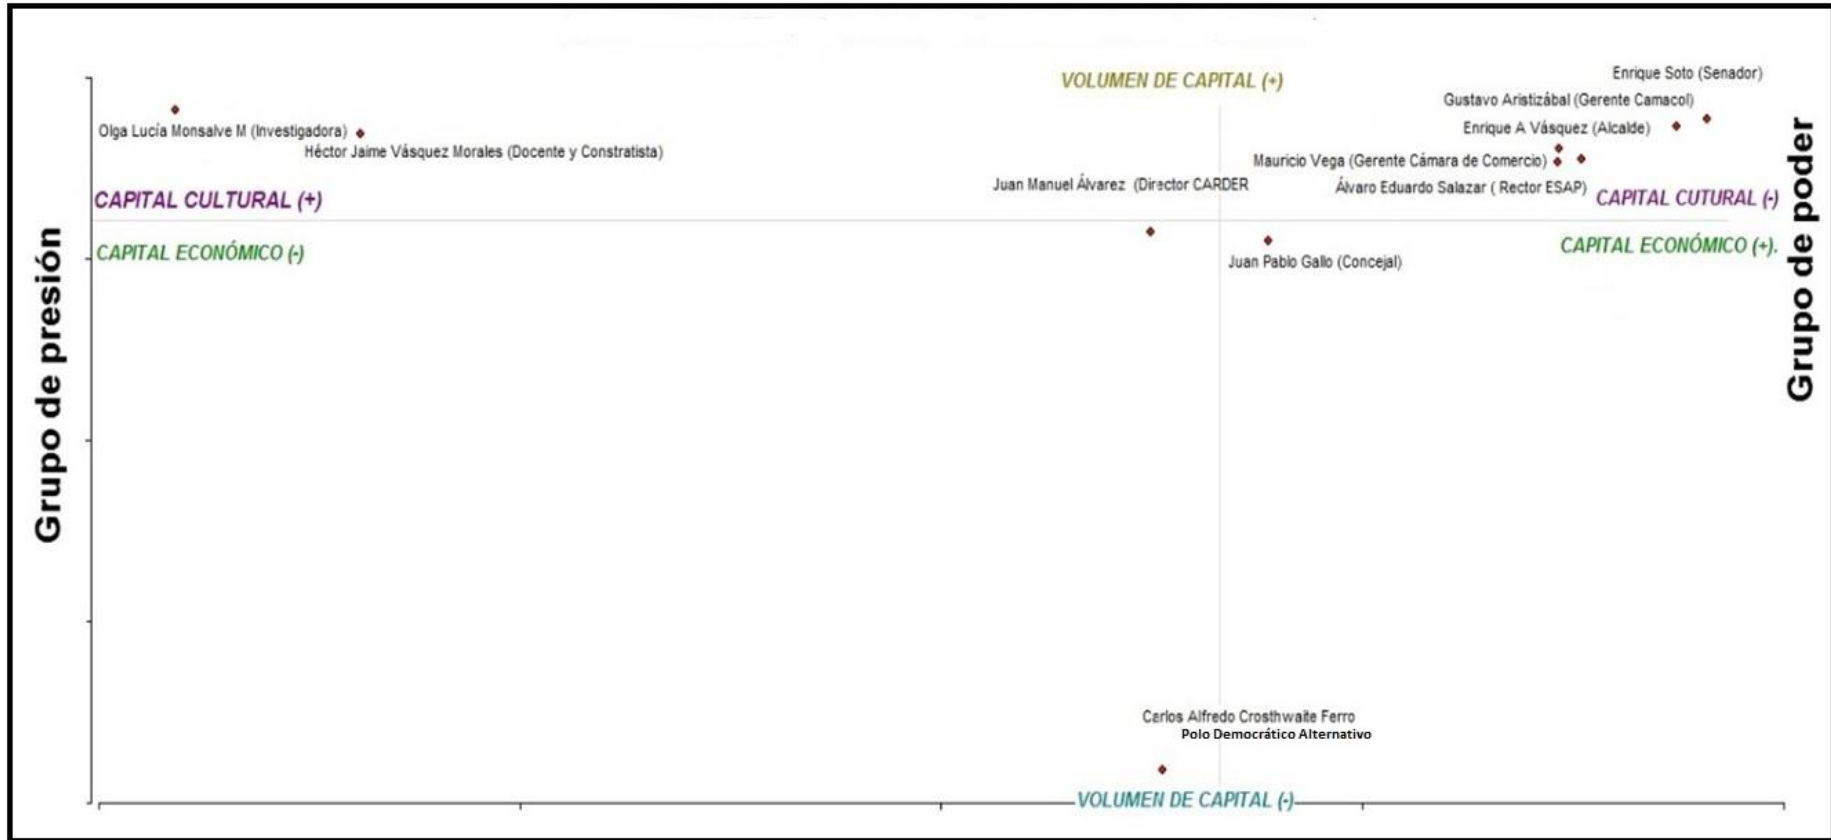 VOLUMEN DE CAPITAL (+)
Enrique Soto (Senador)
Gustavo Aristizábal (Gerente Camacol)
Enrique A Vásquez (Alcalde)
Olga Lucía Monsalve M (Investigadora)
Héctor Jaime Vásquez Morales (Docente y Constratista)
Mauricio Vega (Gerente Cámara de Comercio)
Juan Manuel Álvarez (Director CARDER
Álvaro Eduardo Salazar ( Rector ESAP)
CAPITAL CULTURAL (+)
CAPITAL CUTURAL (-)
CAPITAL ECONÓMICO (-)
CAPITAL ECONÓMICO (+).
Juan Pablo Gallo (Concejal)
Grupo de presión
Grupo de poder
Carlos Alfredo Crosthwaite Ferro
Polo Democrático Alternativo
VOLUMEN DE CAPITAL (-)